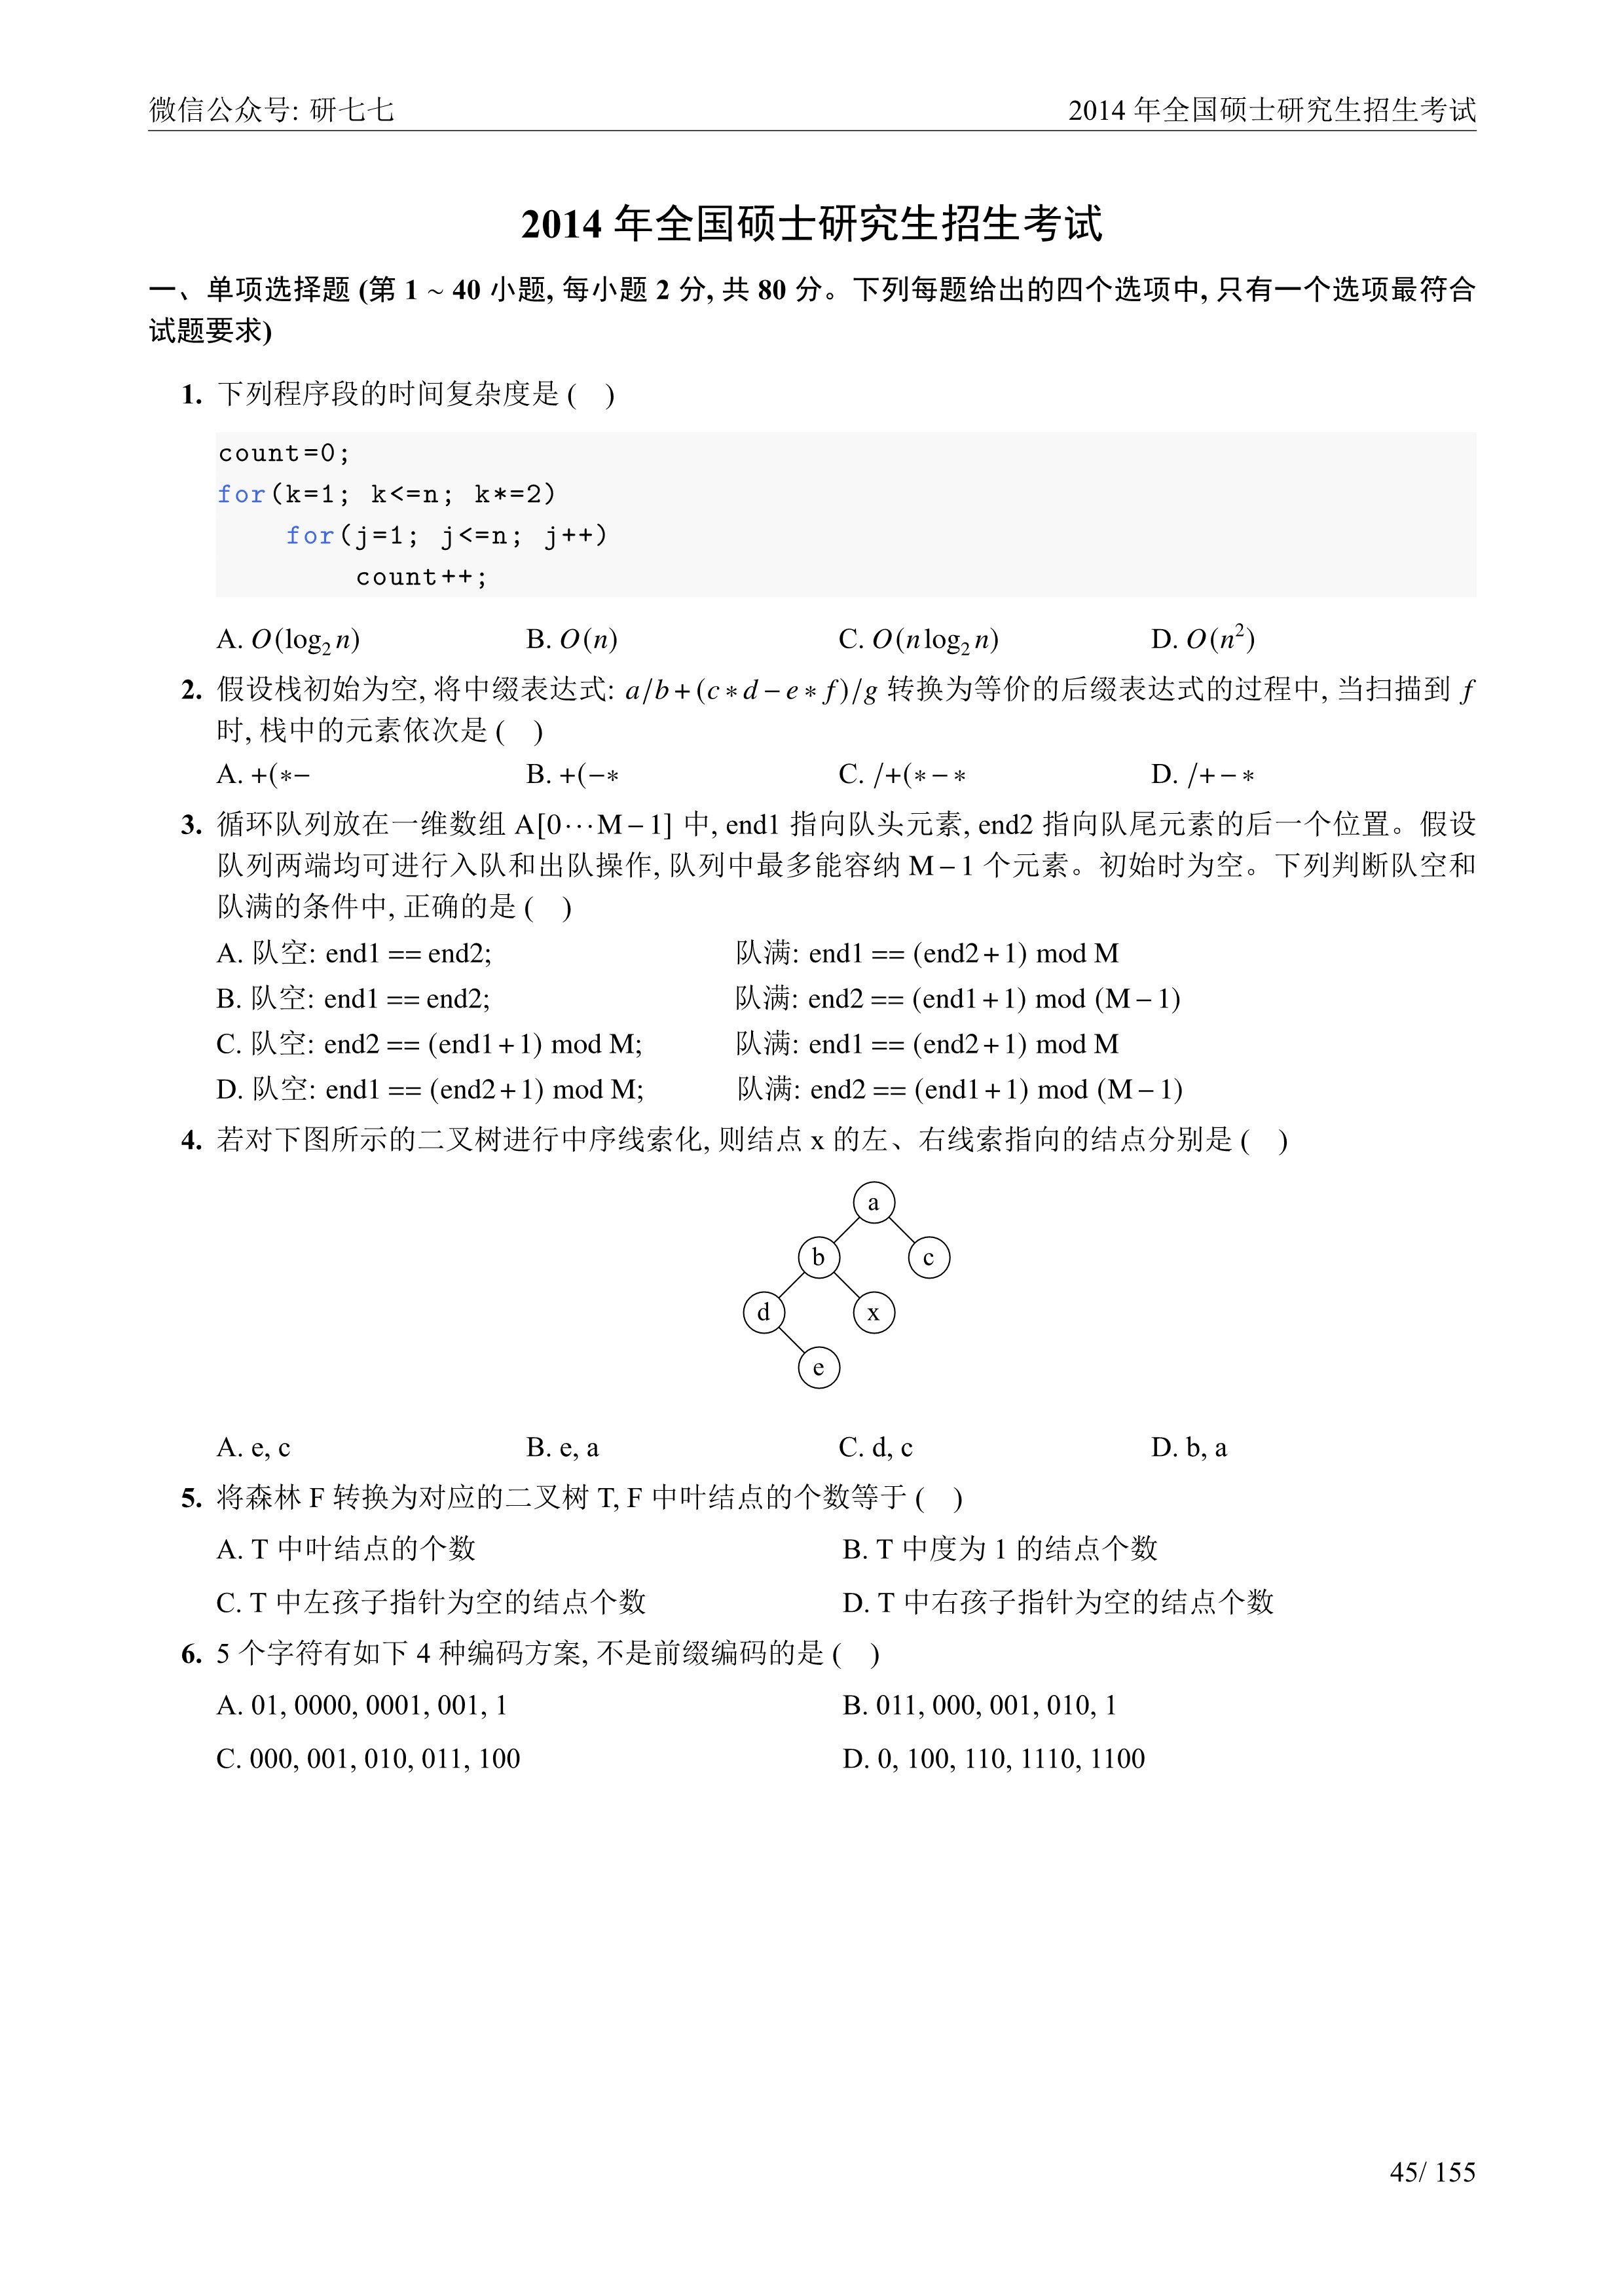 微信公众号: 研七七 2014 年全国硕士研究生招生考试
2014 年全国硕士研究生招生考试
一、单项选择题 (第 1 ~ 40 小题, 每小题 2 分, 共 80 分。下列每题给出的四个选项中, 只有一个选项最符合
试题要求)
1. 下列程序段的时间复杂度是 ( )
count=0;
for(k=1; k<=n; k*=2)
for(j=1; j<=n; j++)
count++;
A. O(log₂ n) B. O(n) C. O(n log₂ n) D. O(n²)
2. 假设栈初始为空, 将中缀表达式: a/b+(c∗d−e∗f)/g 转换为等价的后缀表达式的过程中, 当扫描到 f
时, 栈中的元素依次是 ( )
A. +(∗− B. +(−∗ C. /+(∗−∗ D. /+−∗
3. 循环队列放在一维数组 A[0⋯M−1] 中, end1 指向队头元素, end2 指向队尾元素的后一个位置。假设
队列两端均可进行入队和出队操作, 队列中最多能容纳 M−1 个元素。初始时为空。下列判断队空和
队满的条件中, 正确的是 ( )
A. 队空: end1 == end2; 队满: end1 == (end2+1) mod M
B. 队空: end1 == end2; 队满: end2 == (end1+1) mod (M−1)
C. 队空: end2 == (end1+1) mod M; 队满: end1 == (end2+1) mod M
D. 队空: end1 == (end2+1) mod M; 队满: end2 == (end1+1) mod (M−1)
4. 若对下图所示的二叉树进行中序线索化, 则结点 x 的左、右线索指向的结点分别是 ( )
a
b c
d x
e
A. e, c B. e, a C. d, c D. b, a
5. 将森林 F 转换为对应的二叉树 T, F 中叶结点的个数等于 ( )
A. T 中叶结点的个数 B. T 中度为 1 的结点个数
C. T 中左孩子指针为空的结点个数 D. T 中右孩子指针为空的结点个数
6. 5 个字符有如下 4 种编码方案, 不是前缀编码的是 ( )
A. 01, 0000, 0001, 001, 1 B. 011, 000, 001, 010, 1
C. 000, 001, 010, 011, 100 D. 0, 100, 110, 1110, 1100
45/ 155